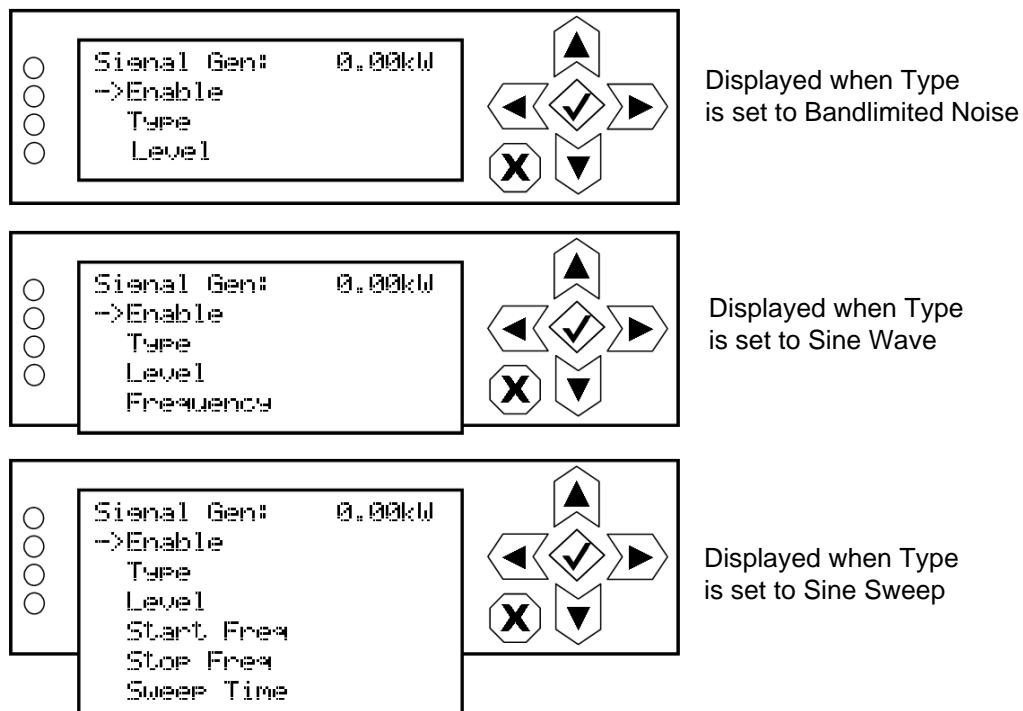 Signal Gen: 0.00kW
->Enable
Type
Level
Displayed when Type
is set to Bandlimited Noise
Signal Gen: 0.00kW
->Enable
Type
Level
Frequency
Displayed when Type
is set to Sine Wave
Signal Gen: 0.00kW
->Enable
Type
Level
Start Freq
Stop Freq
Sweep Time
Displayed when Type
is set to Sine Sweep